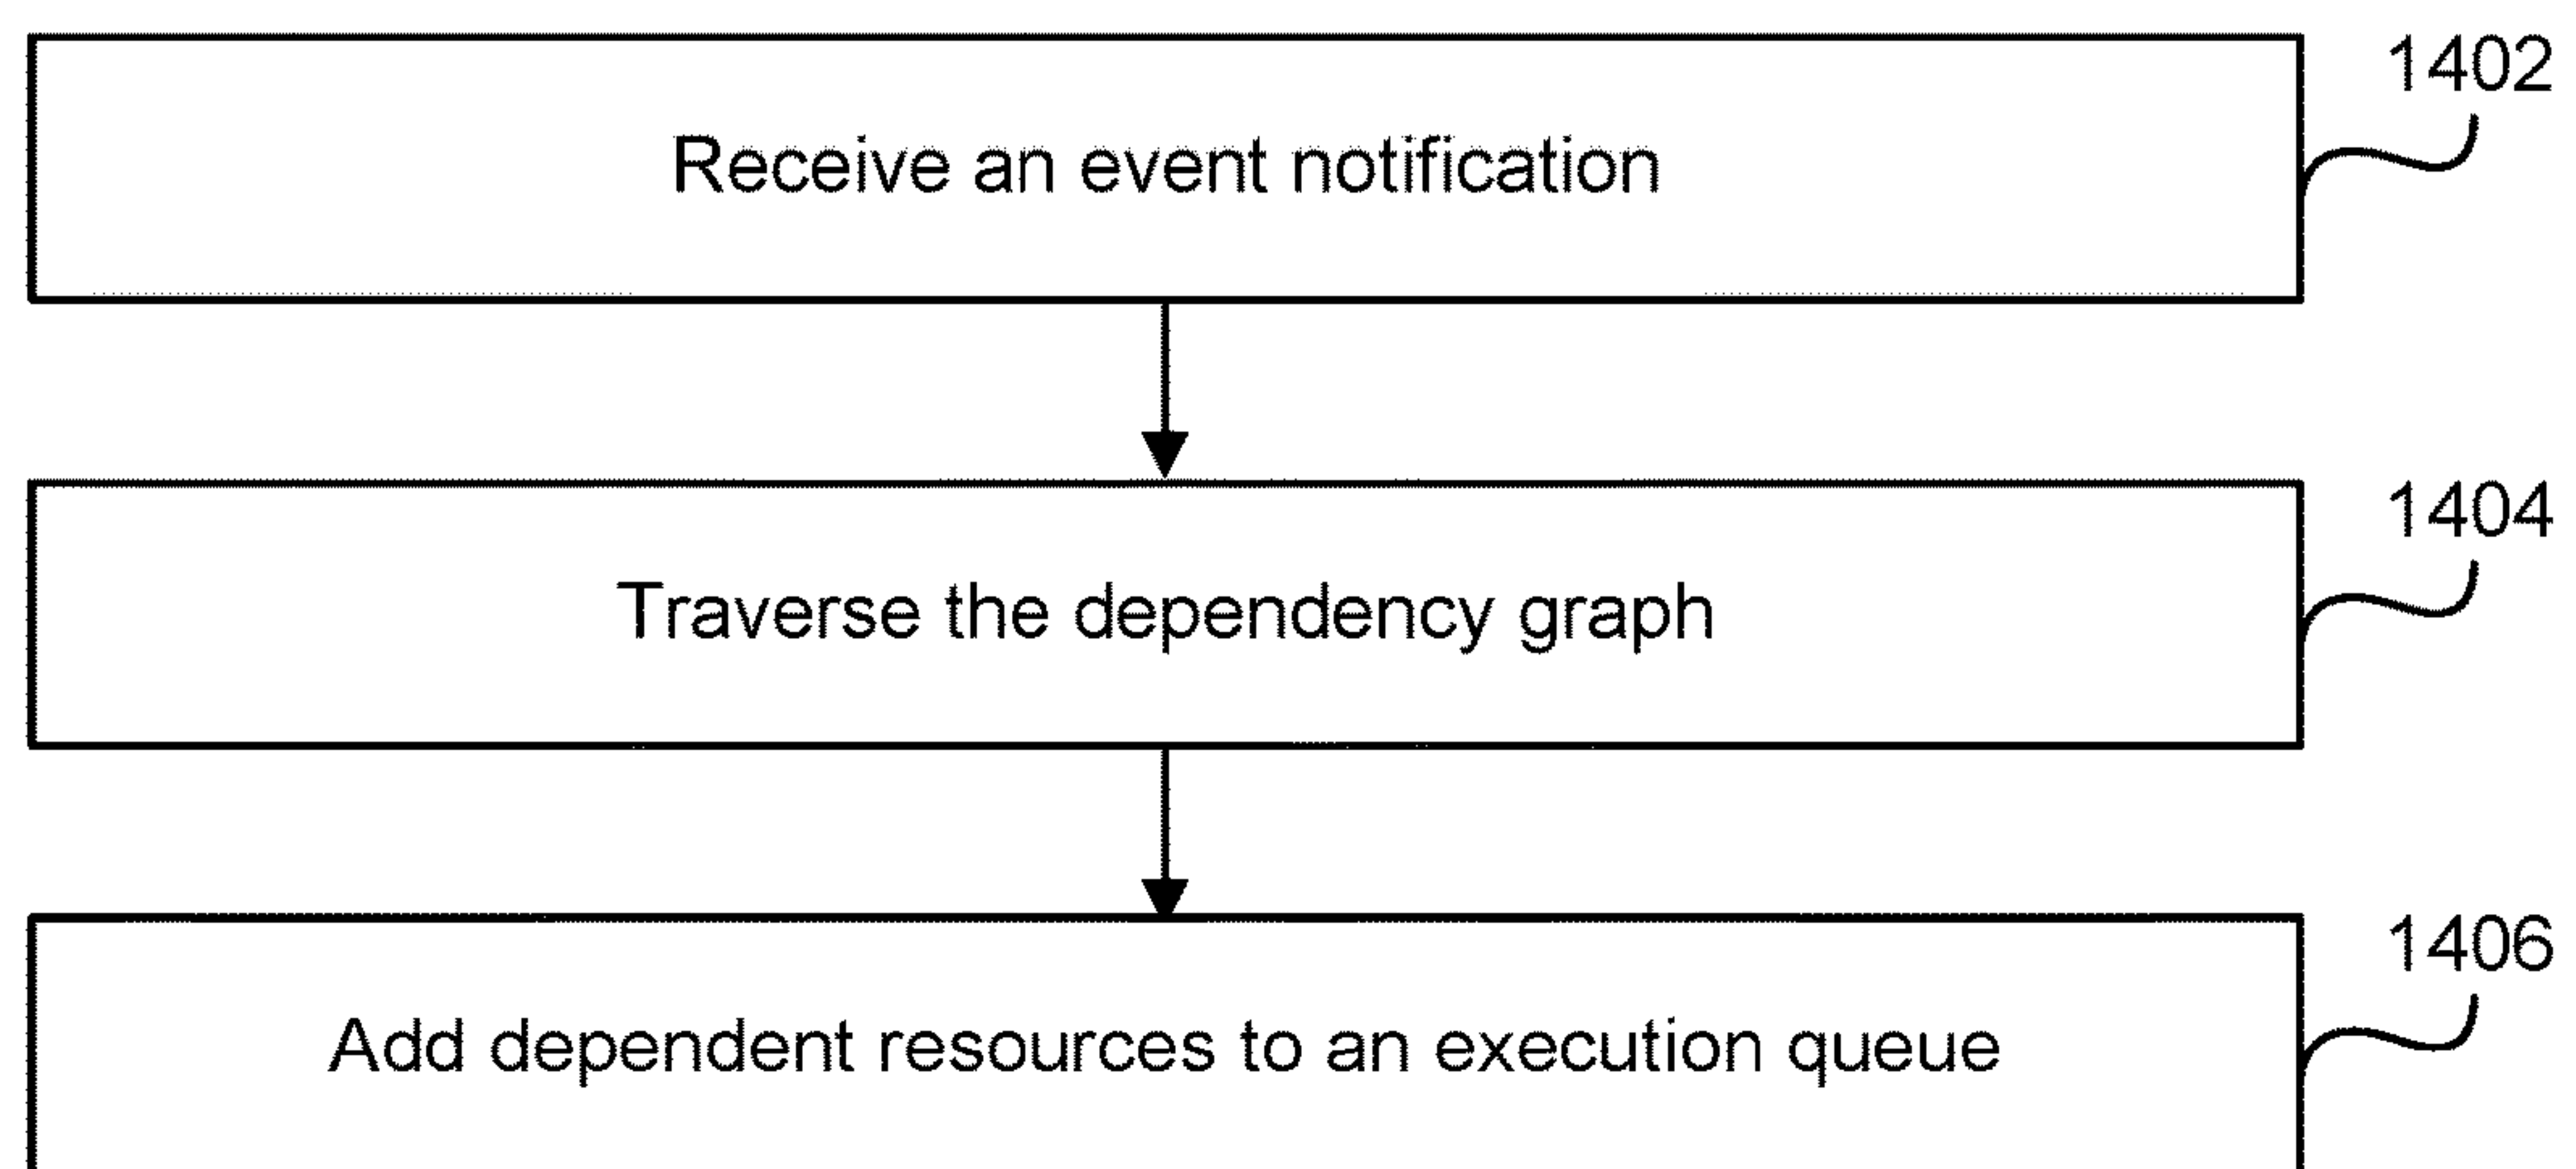 Receive an event notification
1402
Traverse the dependency graph
1404
Add dependent resources to an execution queue
1406